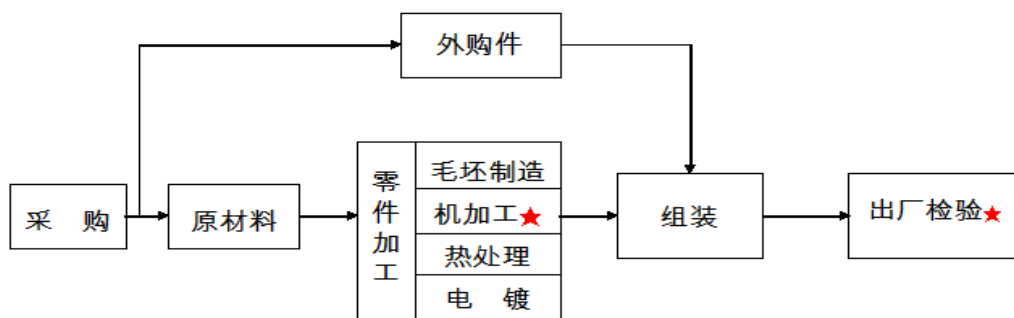 外购件
采 购
原材料
零件加工
毛坯制造
机加工★
热处理
电 镀
组装
出厂检验★